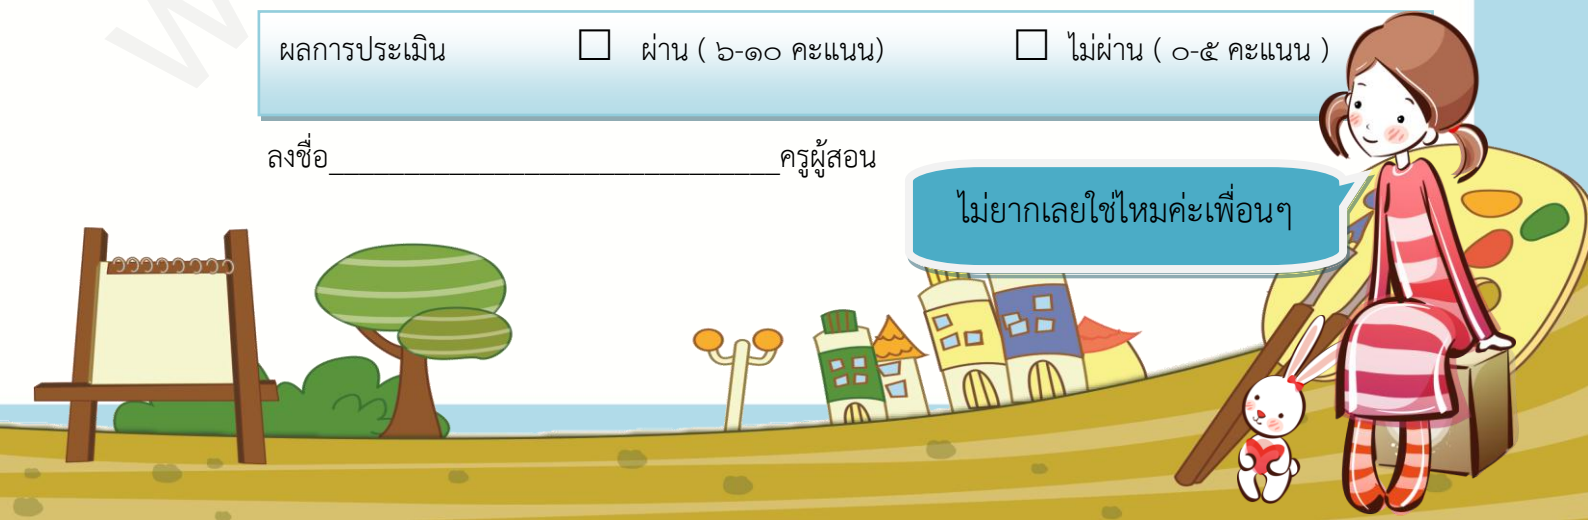 ผลการประเมิน ☐ ผ่าน ( ๖-๑๐ คะแนน) ☐ ไม่ผ่าน ( ๐-๕ คะแนน )
ลงชื่อ______________________________ครูผู้สอน
ไม่ยากเลยใช่ไหมค่ะเพื่อนๆ